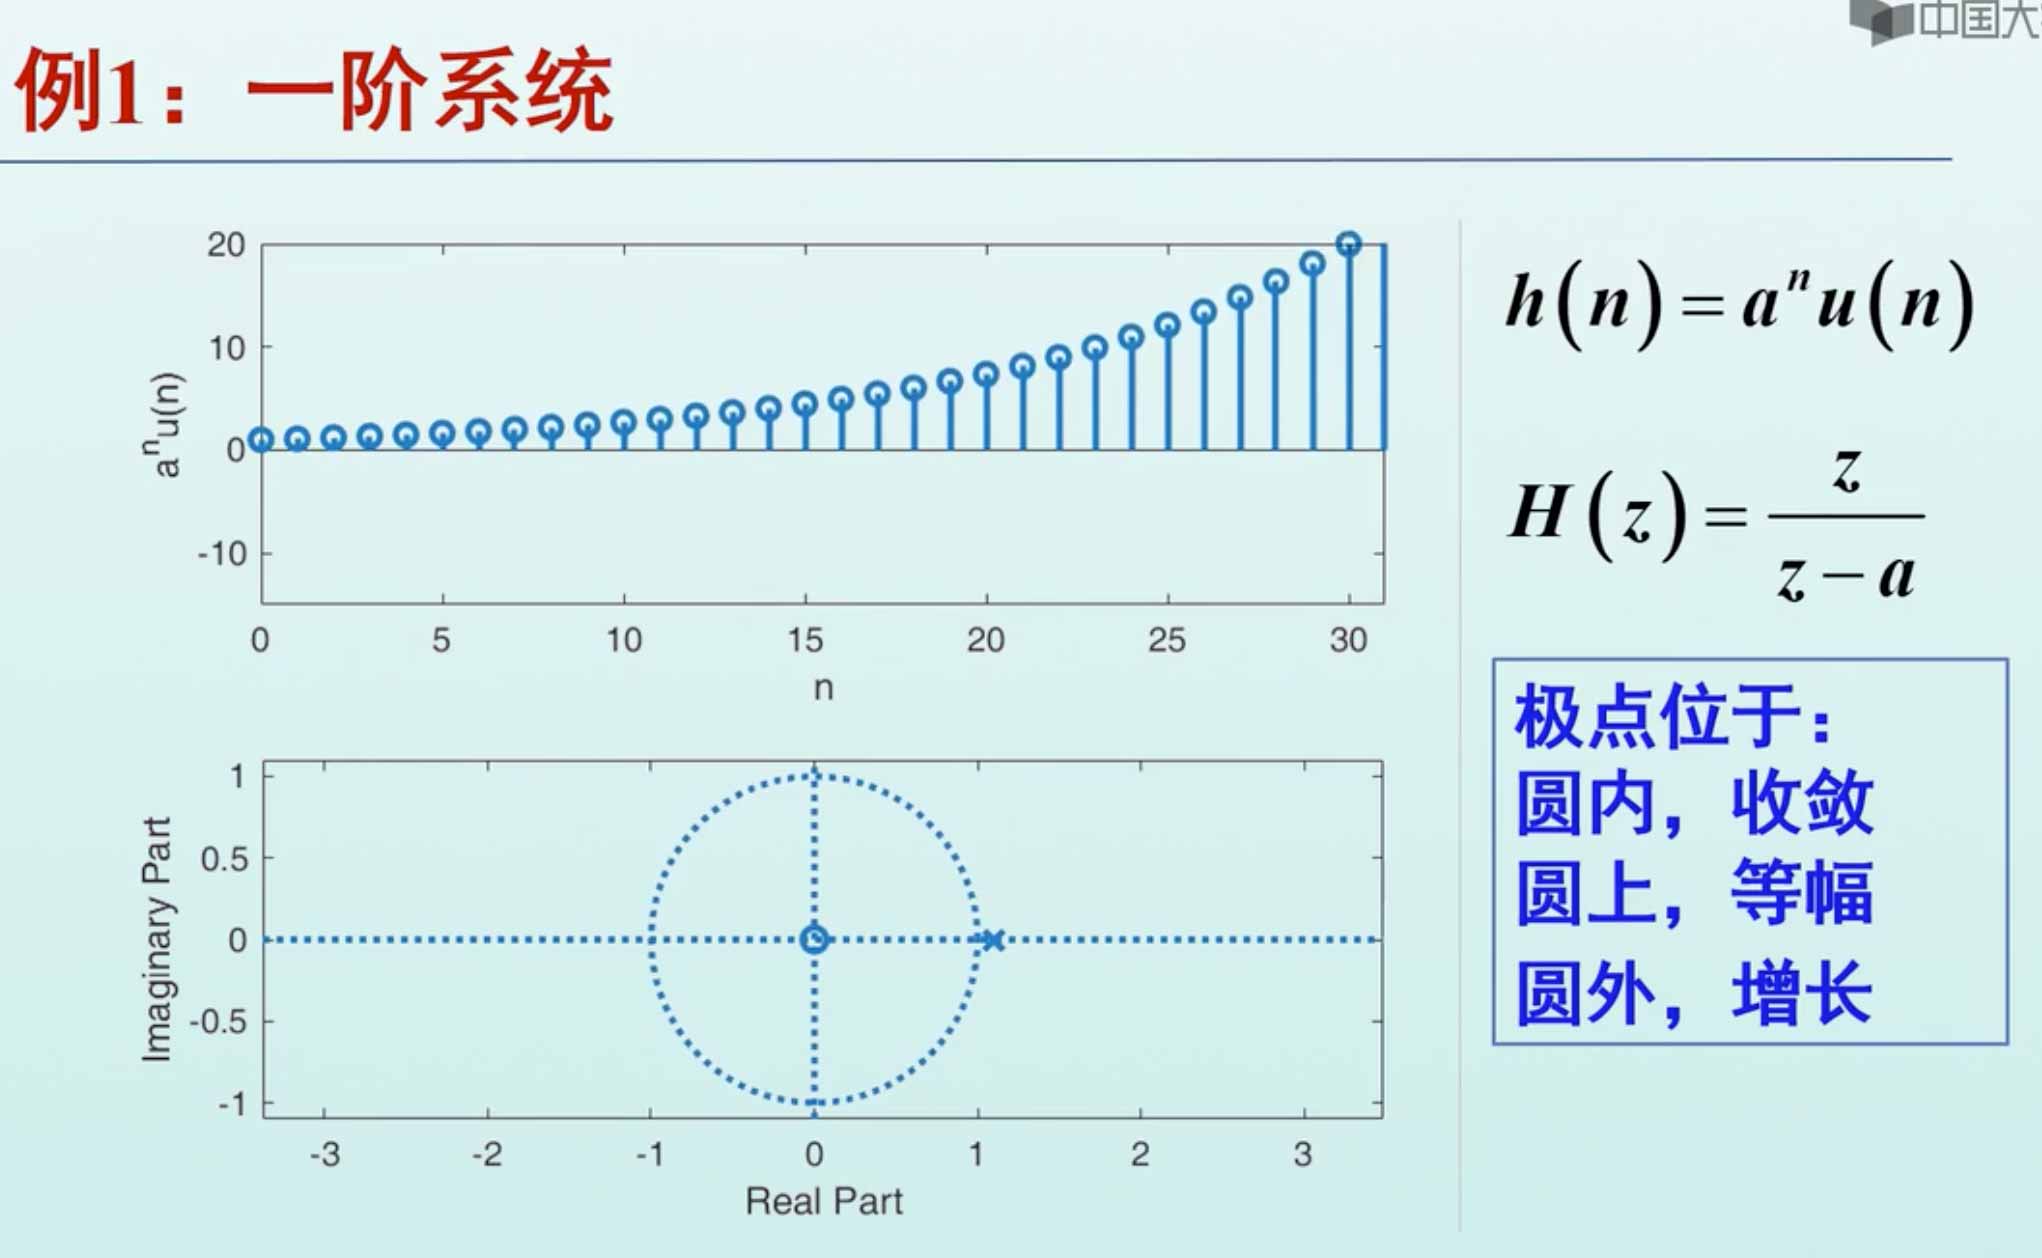 中国大
例1：一阶系统
20
10
0
-10
aⁿu(n)
0 5 10 15 20 25 30
n
1
0.5
0
-0.5
-1
Imaginary Part
-3 -2 -1 0 1 2 3
Real Part
h(n)=aⁿu(n)
H(z)=z/(z-a)
极点位于：
圆内，收敛
圆上，等幅
圆外，增长